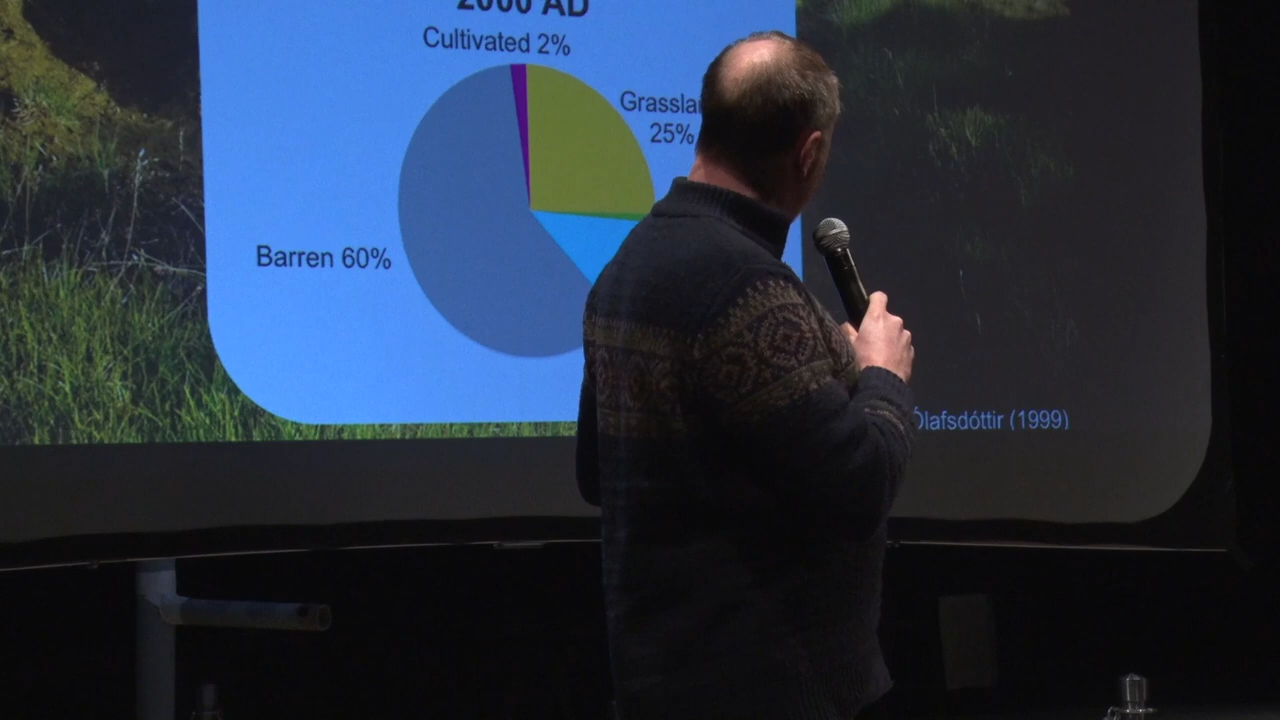 2000 AD
Cultivated 2%
25%
Barren 60%
Ólafsdóttir (1999)